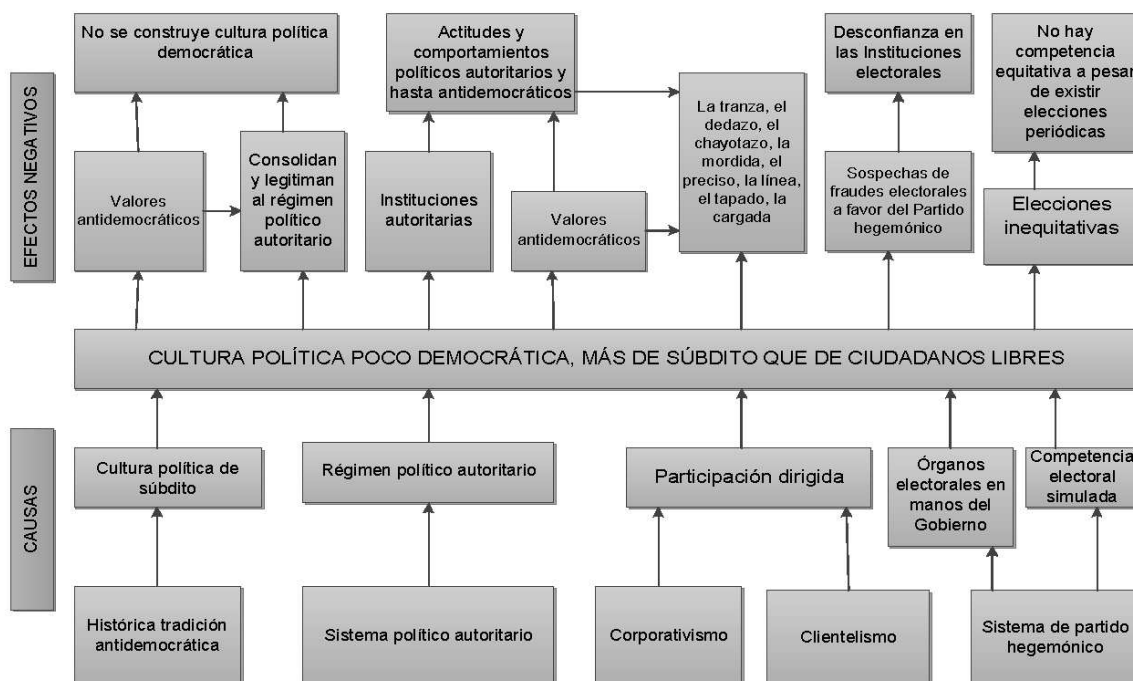 EFECTOS NEGATIVOS
No se construye cultura política
democrática
Actitudes y
comportamientos
políticos autoritarios y
hasta antidemocráticos
Desconfianza en
las Instituciones
electorales
No hay
competencia
equitativa a pesar
de existir
elecciones
periódicas
Valores
antidemocráticos
Consolidan
y legitiman
al régimen
político
autoritario
Instituciones
autoritarias
Valores
antidemocráticos
La tranza, el
dedazo, el
chayotazo, la
mordida, el
preciso, la línea,
el tapado, la
cargada
Sospechas de
fraudes electorales
a favor del Partido
hegemónico
Elecciones
inequitativas
CULTURA POLÍTICA POCO DEMOCRÁTICA, MÁS DE SÚBDITO QUE DE CIUDADANOS LIBRES
CAUSAS
Cultura política de
súbdito
Régimen político autoritario
Participación dirigida
Órganos
electorales en
manos del
Gobierno
Competencia
electoral
simulada
Histórica tradición
antidemocrática
Sistema político autoritario
Corporativismo
Clientelismo
Sistema de partido
hegemónico